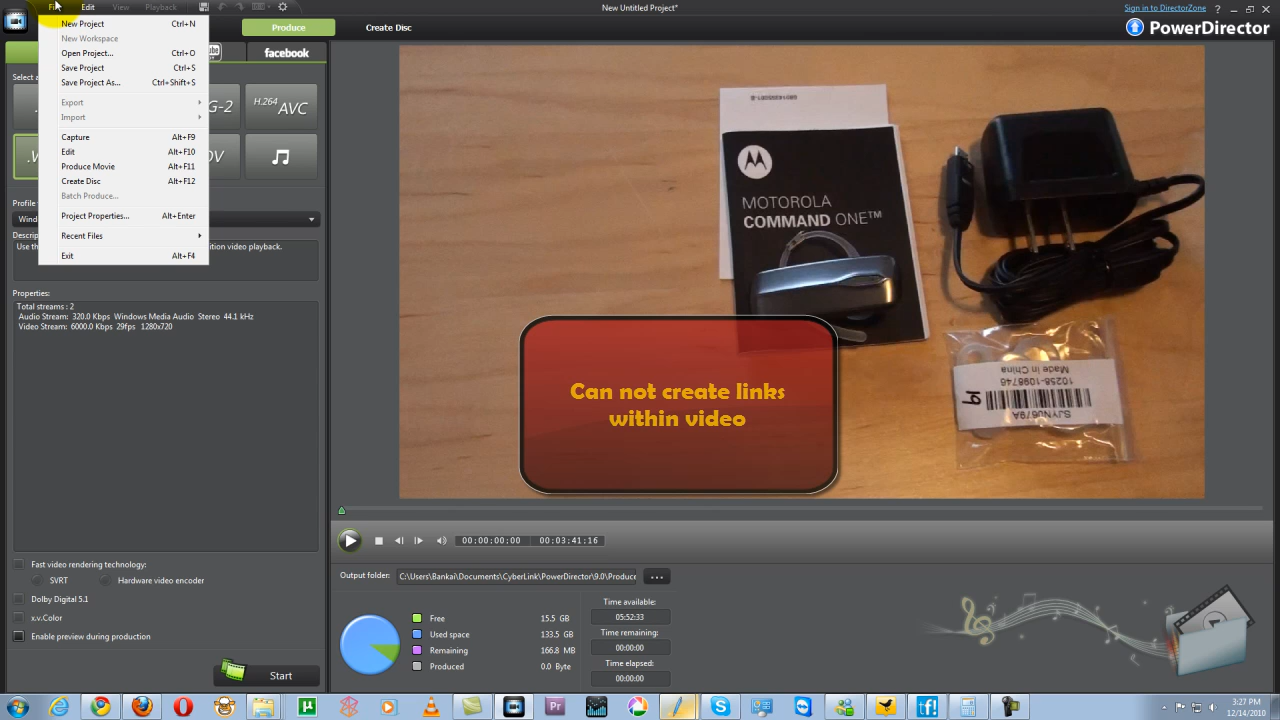 File Edit View Playback
New Untitled Project*
Sign in to DirectorZone ?
PowerDirector
Produce
Create Disc
New Project Ctrl+N
New Workspace
Open Project... Ctrl+O
Save Project Ctrl+S
Save Project As... Ctrl+Shift+S
Export
Import
Capture Alt+F9
Edit Alt+F10
Produce Movie Alt+F11
Create Disc Alt+F12
Batch Produce...
Project Properties... Alt+Enter
Recent Files
Exit Alt+F4
facebook
Select a
G-2
H.264 AVC
.W
DV
Profile
Wind
Descrip
Use th
ition video playback.
Properties:
Total streams : 2
Audio Stream: 320.0 Kbps Windows Media Audio Stereo 44.1 kHz
Video Stream: 6000.0 Kbps 29fps 1280x720
MOTOROLA
COMMAND ONE™
Can not create links
within video
Made in China
10258-1098746
SJYN0679A
00;00;00;00 00;03;41;16
Fast video rendering technology:
SVRT Hardware video encoder
Dolby Digital 5.1
x.v.Color
Enable preview during production
Start
Output folder: C:\Users\Bankai\Documents\CyberLink\PowerDirector\9.0\Produce ...
Free 15.5 GB
Used space 133.5 GB
Remaining 166.8 MB
Produced 0.0 Byte
Time available:
05:52:33
Time remaining:
00:00:00
Time elapsed:
00:00:00
Pr
3:27 PM
12/14/2010